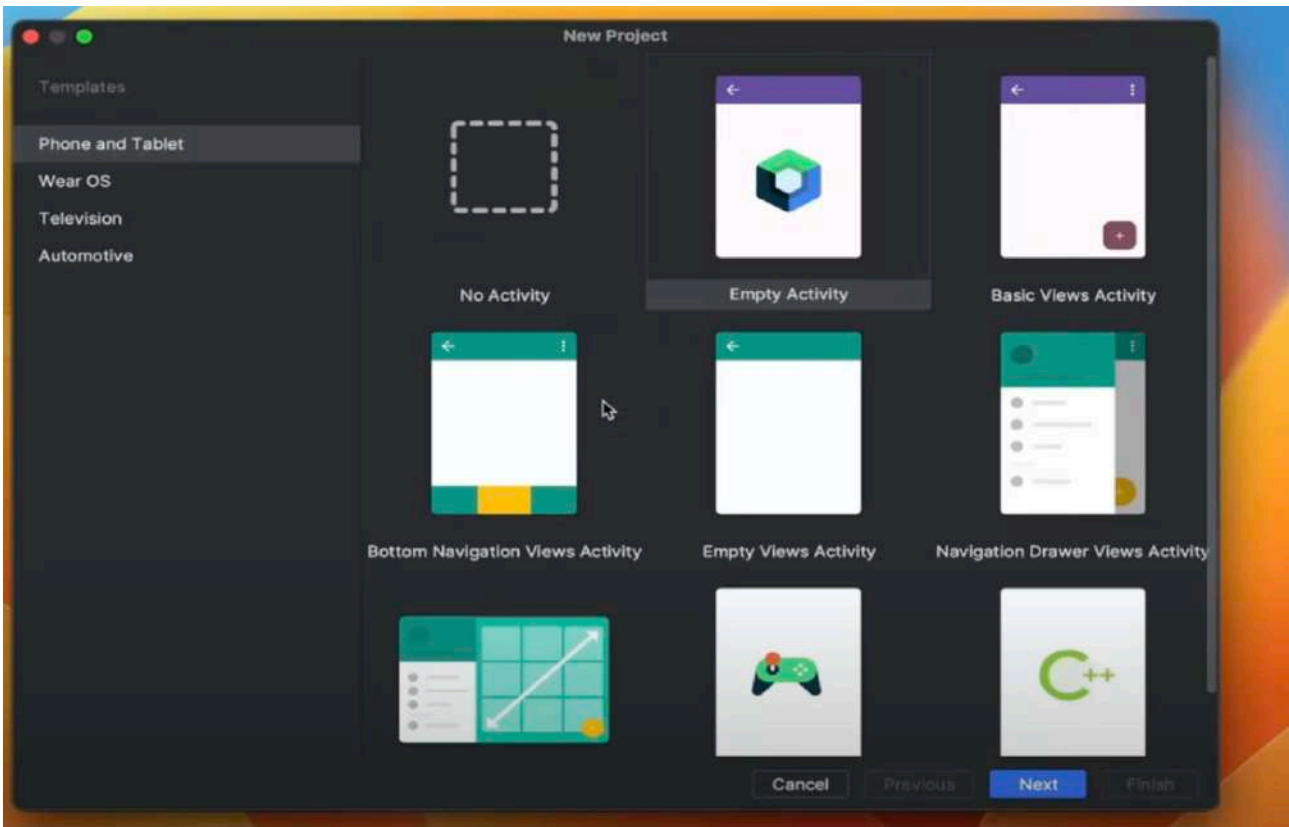 New Project
Templates
Phone and Tablet
Wear OS
Television
Automotive
No Activity
Empty Activity
Basic Views Activity
Bottom Navigation Views Activity
Empty Views Activity
Navigation Drawer Views Activity
C++
Cancel
Previous
Next
Finish